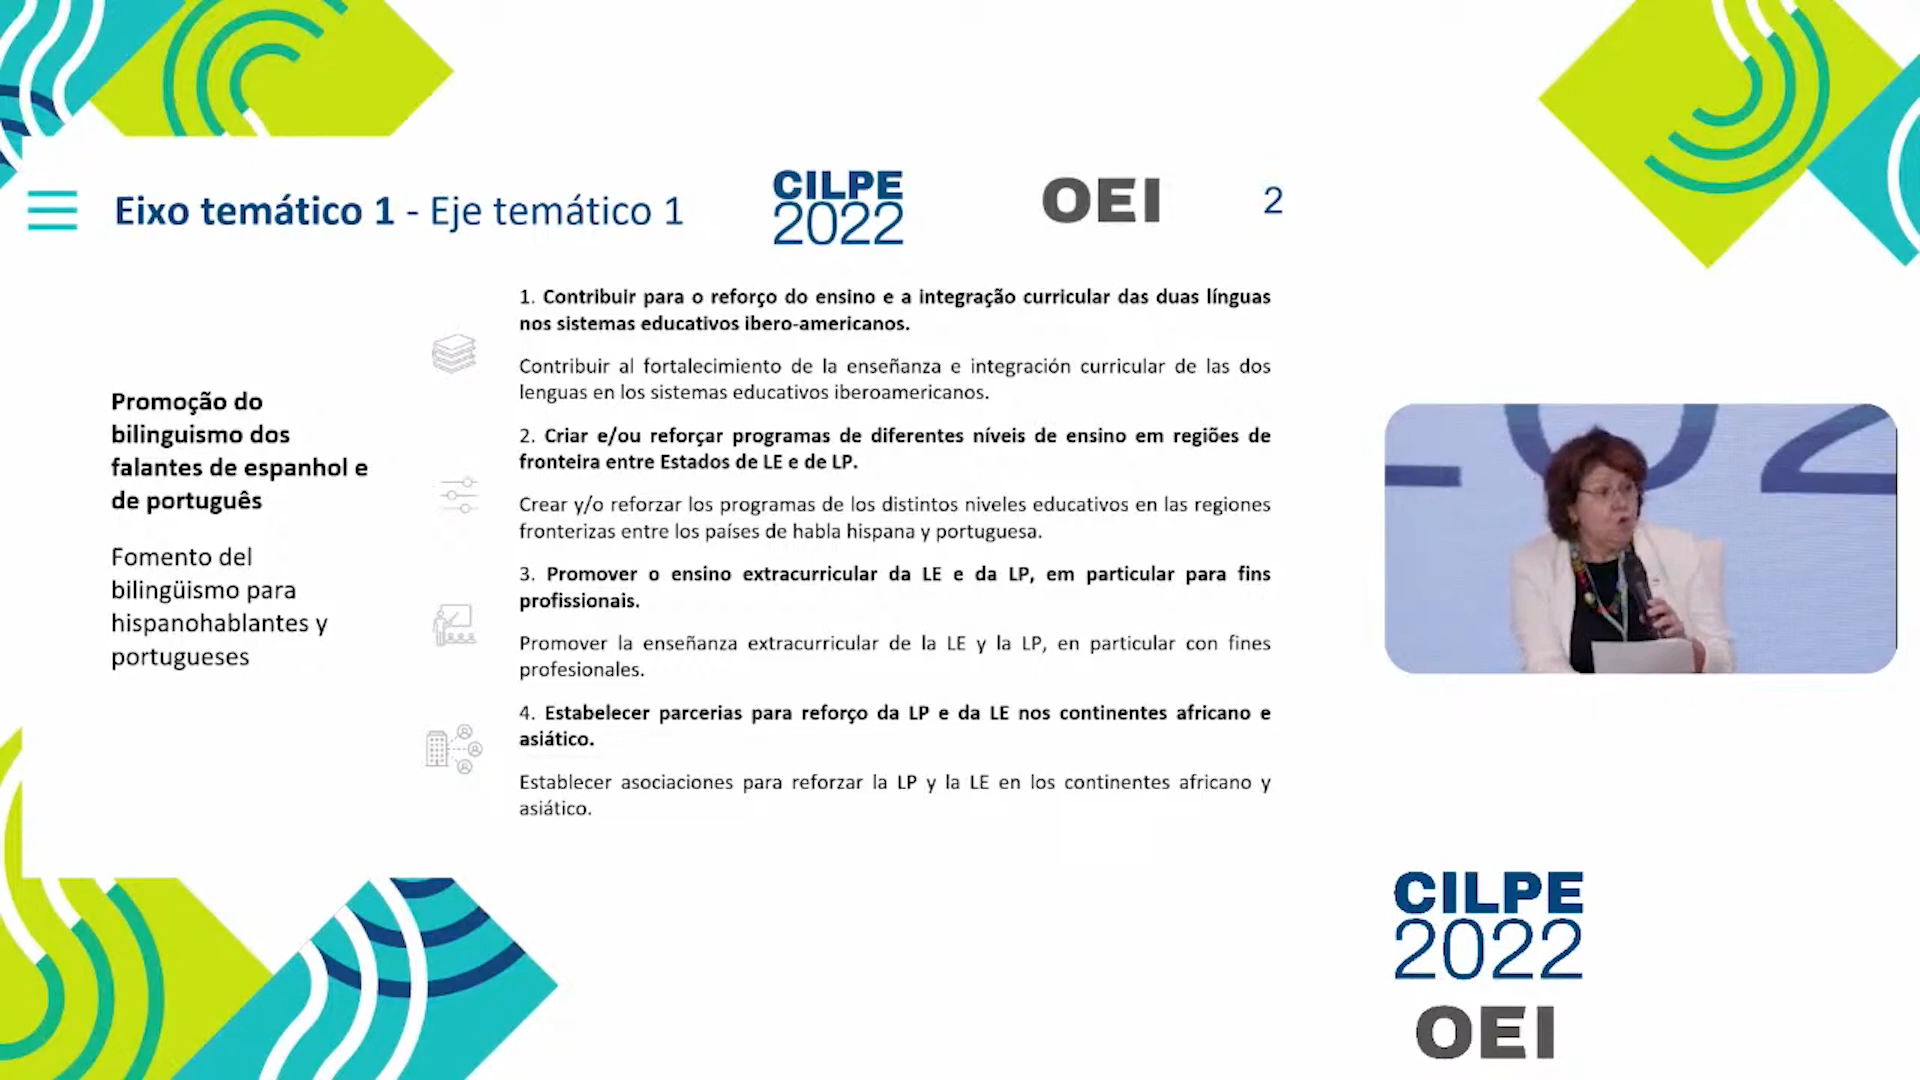 Eixo temático 1 - Eje temático 1
CILPE
2022
OEI
2
Promoção do
bilinguismo dos
falantes de espanhol e
de português
Fomento del
bilingüismo para
hispanohablantes y
portugueses
1. Contribuir para o reforço do ensino e a integração curricular das duas línguas
nos sistemas educativos ibero-americanos.
Contribuir al fortalecimiento de la enseñanza e integración curricular de las dos
lenguas en los sistemas educativos iberoamericanos.
2. Criar e/ou reforçar programas de diferentes níveis de ensino em regiões de
fronteira entre Estados de LE e de LP.
Crear y/o reforzar los programas de los distintos niveles educativos en las regiones
fronterizas entre los países de habla hispana y portuguesa.
3. Promover o ensino extracurricular da LE e da LP, em particular para fins
profissionais.
Promover la enseñanza extracurricular de la LE y la LP, en particular con fines
profesionales.
4. Estabelecer parcerias para reforço da LP e da LE nos continentes africano e
asiático.
Establecer asociaciones para reforzar la LP y la LE en los continentes africano y
asiático.
202
CILPE
2022
OEI